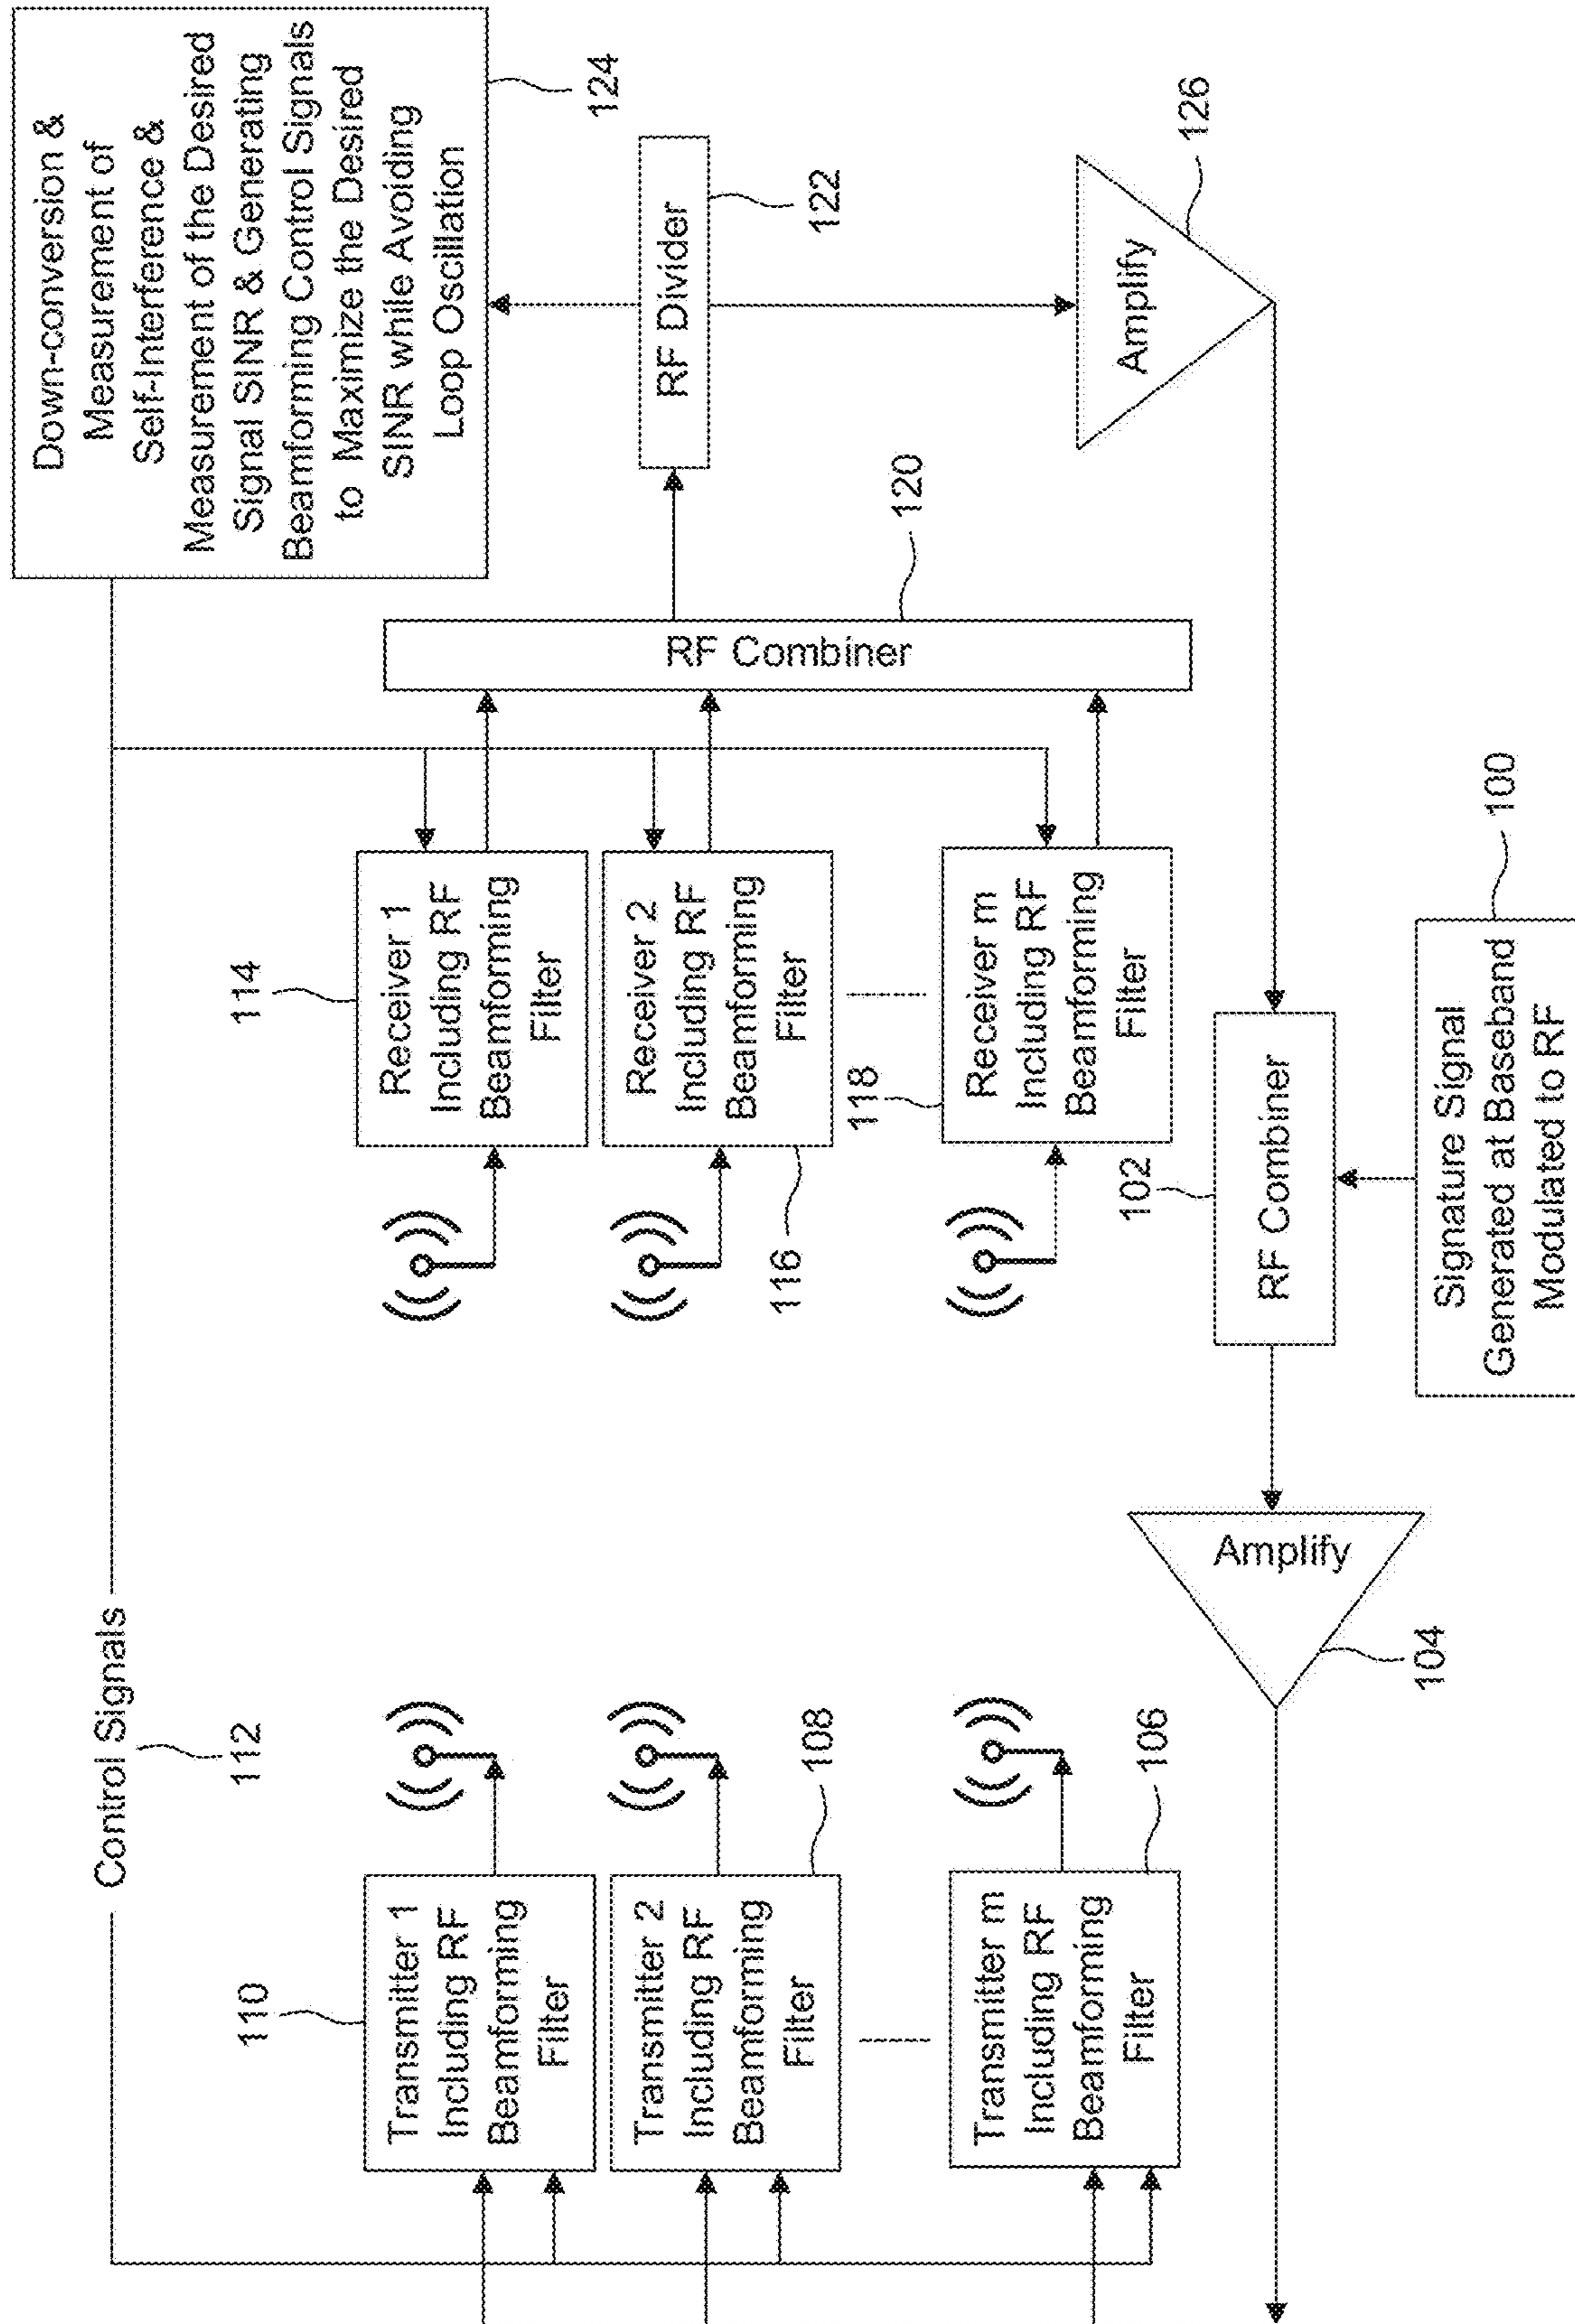 Control Signals
112
Down-conversion &
Measurement of
Self-Interference &
Measurement of the Desired
Signal SINR & Generating
Beamforming Control Signals
to Maximize the Desired
SINR while Avoiding
Loop Oscillation
124
110
Transmitter 1
Including RF
Beamforming
Filter
Transmitter 2
Including RF
Beamforming
Filter
108
Transmitter m
Including RF
Beamforming
Filter
106
114
Receiver 1
Including RF
Beamforming
Filter
Receiver 2
Including RF
Beamforming
Filter
116
118
Receiver m
Including RF
Beamforming
Filter
RF Combiner
120
RF Divider
122
Amplify
126
102
RF Combiner
Amplify
104
Signature Signal
Generated at Baseband
Modulated to RF
100